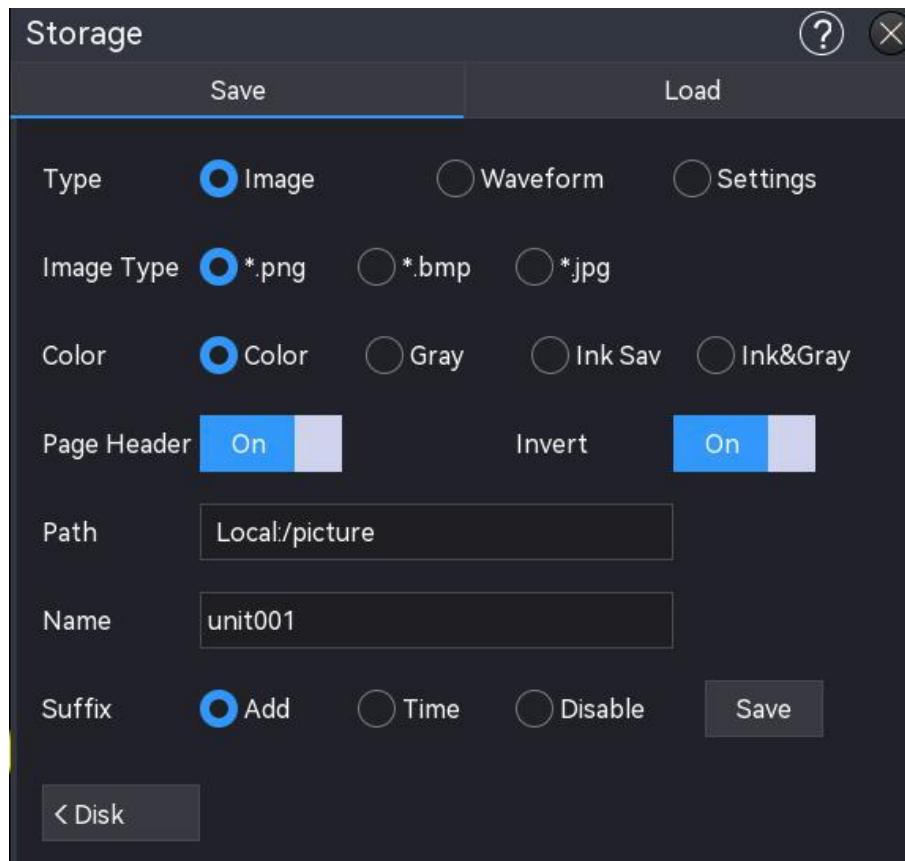 Storage ?
Save Load
Type Image Waveform Settings
Image Type *.png *.bmp *.jpg
Color Color Gray Ink Sav Ink&Gray
Page Header On Invert On
Path Local:/picture
Name unit001
Suffix Add Time Disable Save
< Disk